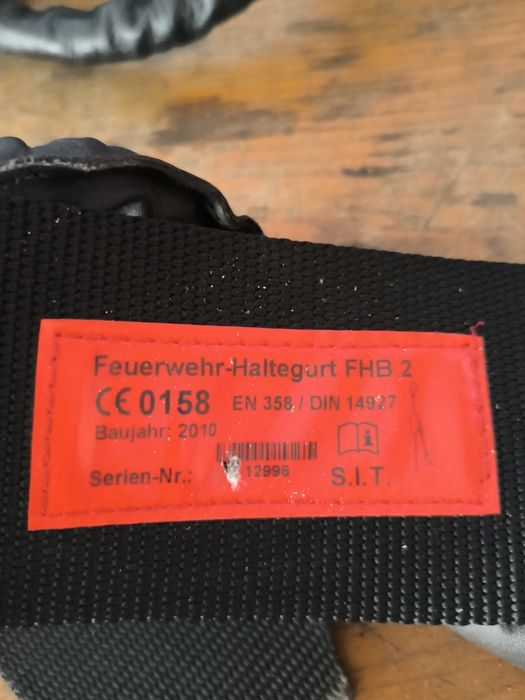 Feuerwehr-Haltegurt FHB 2
CE 0158 EN 358 / DIN 14927
Baujahr: 2010
Serien-Nr.: 12996
S.I.T.